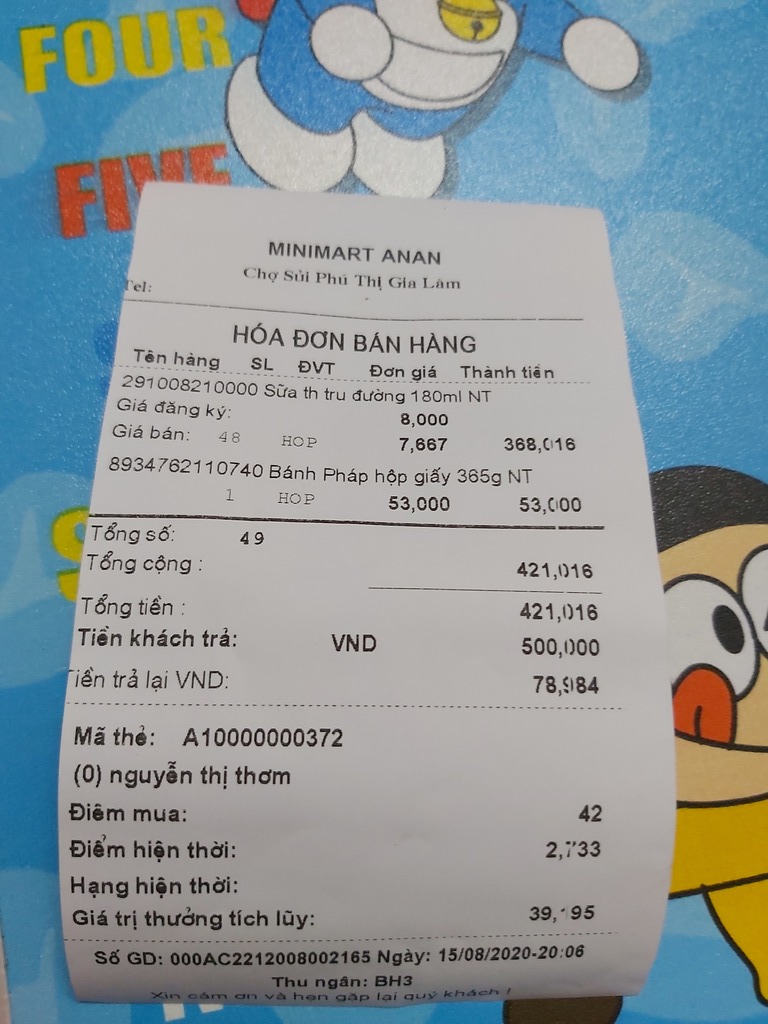 FOUR
FIVE
MINIMART ANAN
Chợ Sủi Phú Thị Gia Lâm
Tel:
HÓA ĐƠN BÁN HÀNG
Tên hàng SL ĐVT Đơn giá Thành tiền
291008210000 Sữa th tru đường 180ml NT
Giá đăng ký: 8,000
Giá bán: 48 HOP 7,667 368,016
8934762110740 Bánh Pháp hộp giấy 365g NT
1 HOP 53,000 53,000
Tổng số: 49
Tổng cộng : 421,016
Tổng tiền : 421,016
Tiền khách trả: VND 500,000
Tiền trả lại VND: 78,984
Mã thẻ: A10000000372
(0) nguyễn thị thơm
Điểm mua: 42
Điểm hiện thời: 2,733
Hạng hiện thời:
Giá trị thưởng tích lũy: 39,195
Số GD: 000AC2212008002165 Ngày: 15/08/2020-20:06
Thu ngân: BH3
Xin cám ơn và hẹn gặp lại quý khách !